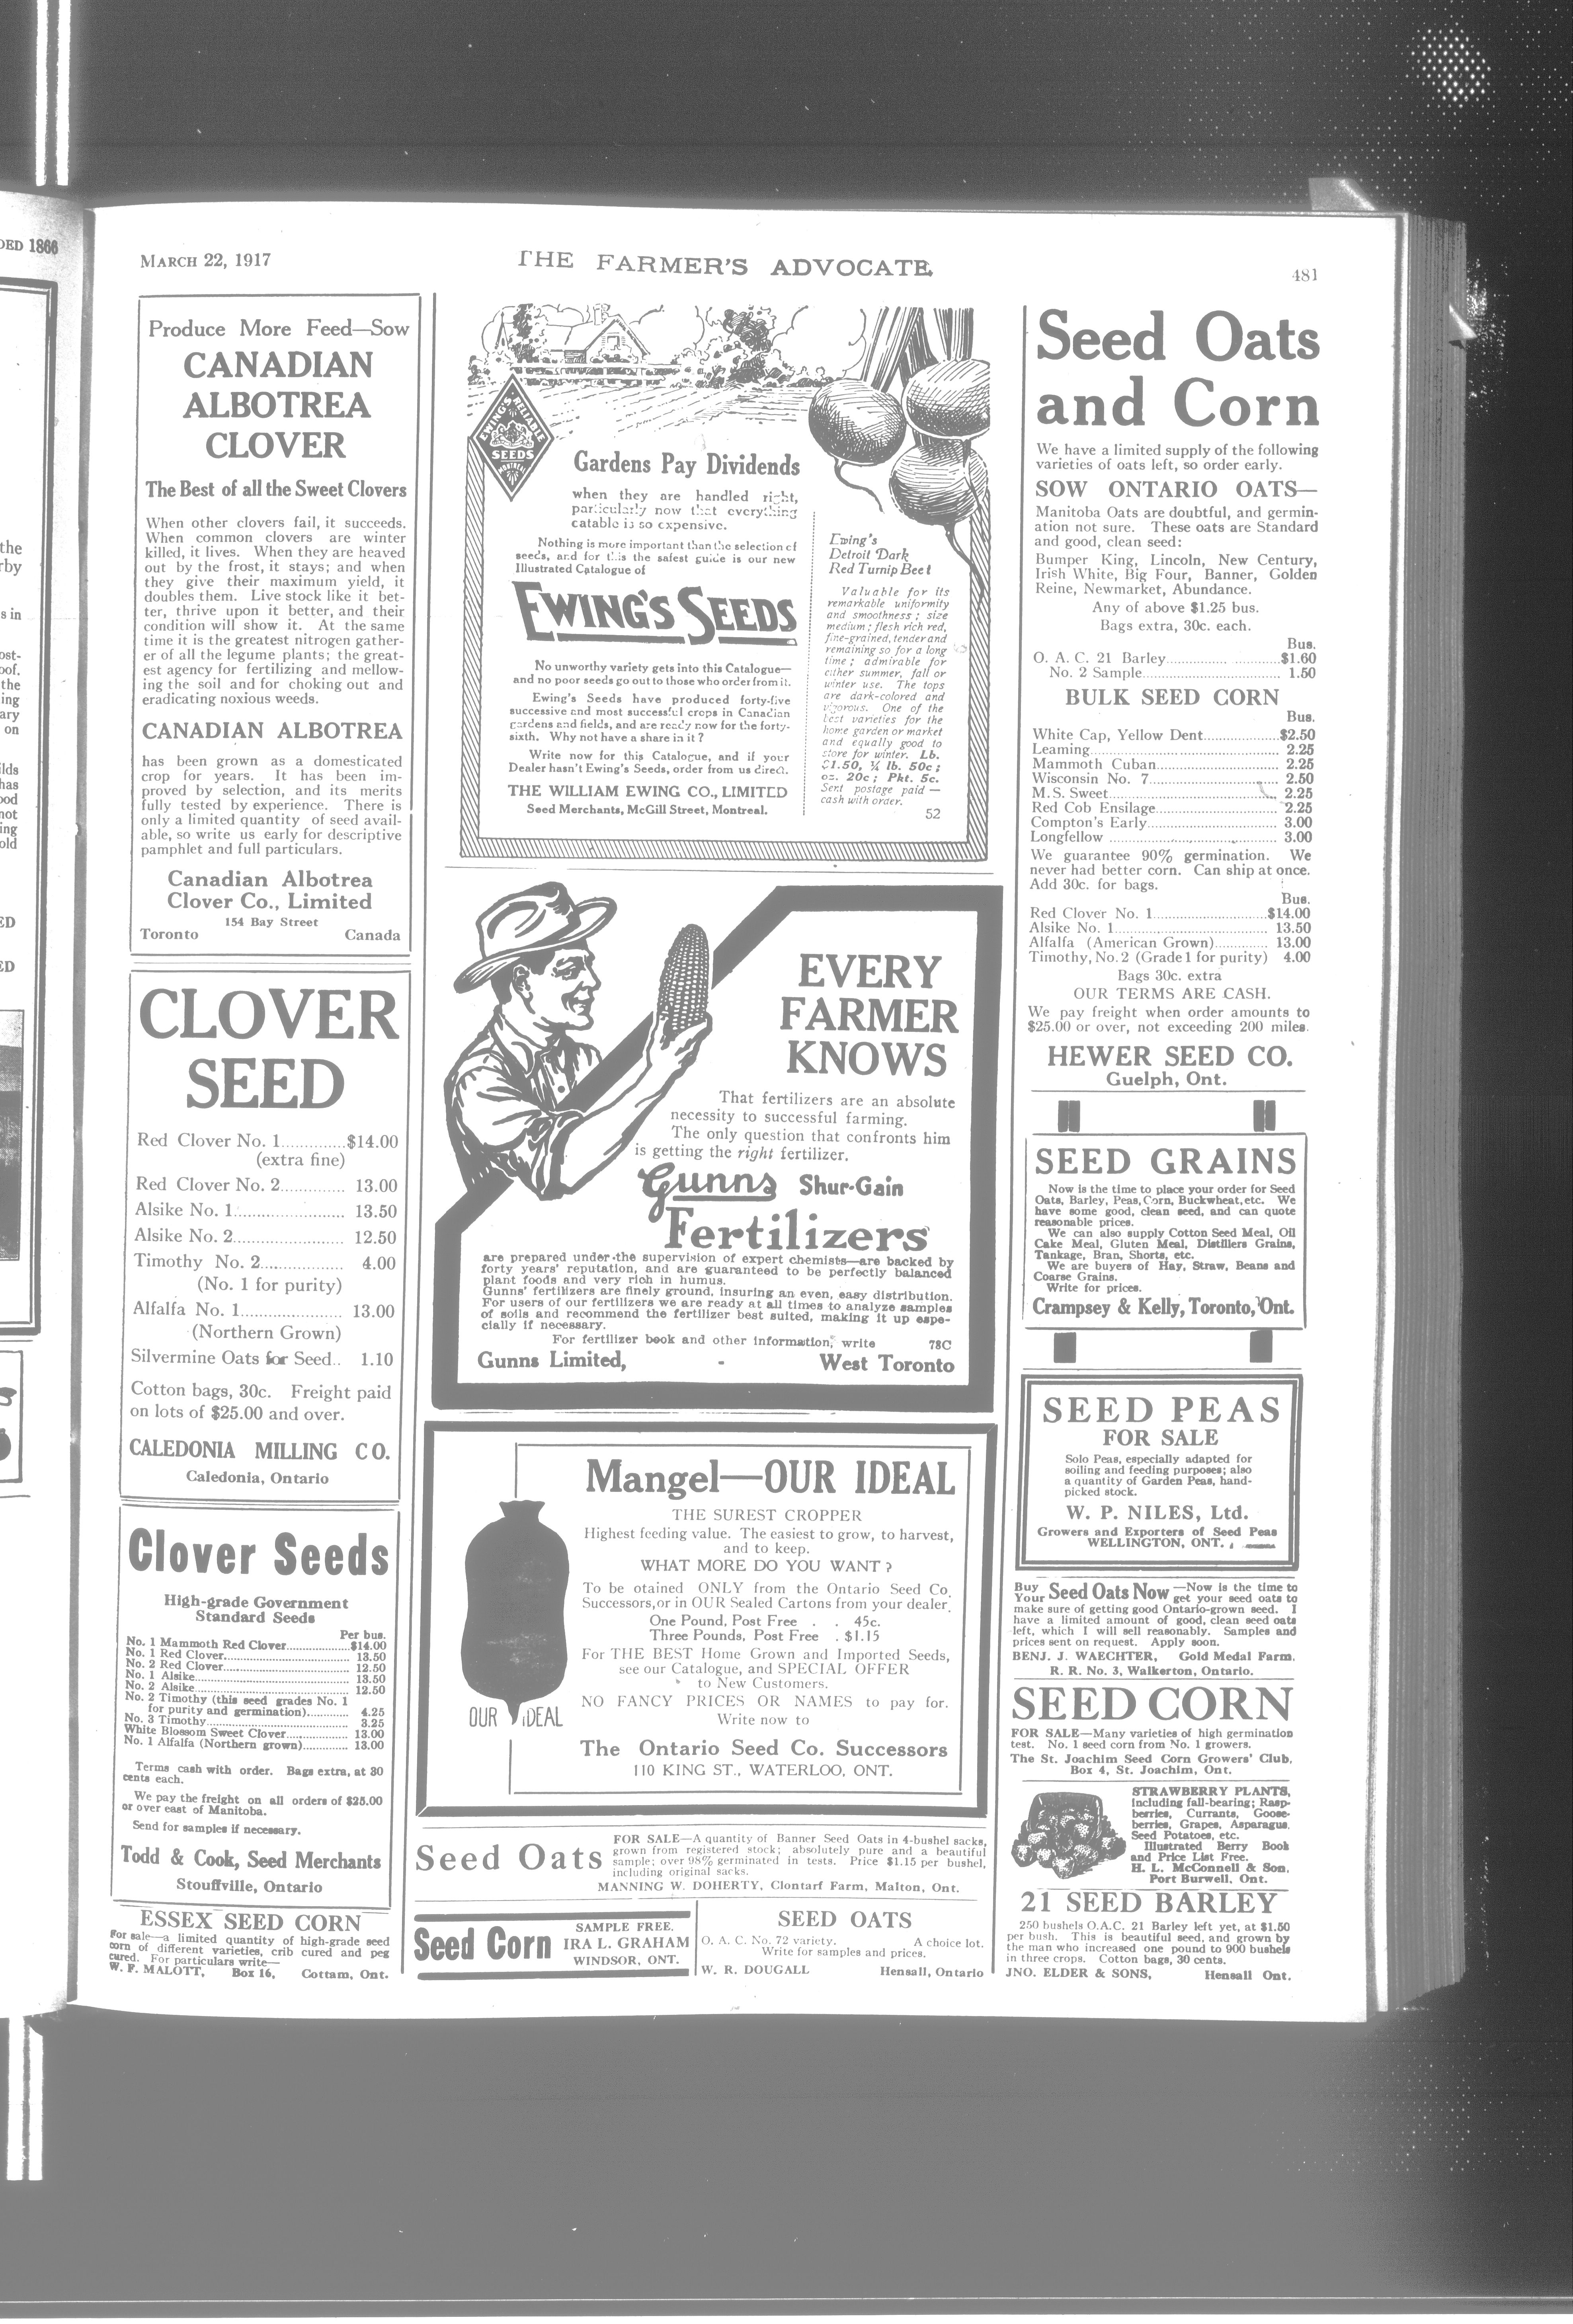 MARCH 22, 1917
THE FARMER'S ADVOCATE
481
Produce More Feed—Sow
CANADIAN
ALBOTREA
CLOVER
The Best of all the Sweet Clovers
When other clovers fail, it succeeds.
When common clovers are winter
killed, it lives. When they are heaved
out by the frost, it stays; and when
they give their maximum yield, it
doubles them. Live stock like it bet-
ter, thrive upon it better, and their
condition will show it. At the same
time it is the greatest nitrogen gather-
er of all the legume plants; the great-
est agency for fertilizing and mellow-
ing the soil and for choking out and
eradicating noxious weeds.
CANADIAN ALBOTREA
has been grown as a domesticated
crop for years. It has been im-
proved by selection, and its merits
fully tested by experience. There is
only a limited quantity of seed avail-
able, so write us early for descriptive
pamphlet and full particulars.
Canadian Albotrea
Clover Co., Limited
154 Bay Street
Toronto Canada
CLOVER
SEED
Red Clover No. 1.............$14.00
(extra fine)
Red Clover No. 2............. 13.00
Alsike No. 1...................... 13.50
Alsike No. 2...................... 12.50
Timothy No. 2................. 4.00
(No. 1 for purity)
Alfalfa No. 1..................... 13.00
(Northern Grown)
Silvermine Oats for Seed.. 1.10
Cotton bags, 30c. Freight paid
on lots of $25.00 and over.
CALEDONIA MILLING CO.
Caledonia, Ontario
Clover Seeds
High-grade Government
Standard Seeds
Per bus.
No. 1 Mammoth Red Clover..................$14.00
No. 1 Red Clover.................................... 13.50
No. 2 Red Clover.................................... 12.50
No. 1 Alsike............................................ 13.50
No. 2 Alsike............................................ 12.50
No. 2 Timothy (this seed grades No. 1
for purity and germination)............ 4.25
No. 3 Timothy......................................... 3.25
White Blossom Sweet Clover.................. 13.00
No. 1 Alfalfa (Northern grown)............. 13.00
Terms cash with order. Bags extra, at 30
cents each.
We pay the freight on all orders of $25.00
or over east of Manitoba.
Send for samples if necessary.
Todd & Cook, Seed Merchants
Stouffville, Ontario
ESSEX SEED CORN
For sale—a limited quantity of high-grade seed
corn of different varieties, crib cured and peg
cured. For particulars write—
W. F. MALOTT, Box 16, Cottam, Ont.
EWING'S RELIABLE
SEEDS
MONTREAL
Gardens Pay Dividends
when they are handled right,
particularly now that everything
eatable is so expensive.
Nothing is more important than the selection of
seeds, and for this the safest guide is our new
Illustrated Catalogue of
EWING'S SEEDS
No unworthy variety gets into this Catalogue—
and no poor seeds go out to those who order from it.
Ewing's Seeds have produced forty-five
successive and most successful crops in Canadian
gardens and fields, and are ready now for the forty-
sixth. Why not have a share in it?
Write now for this Catalogue, and if your
Dealer hasn't Ewing's Seeds, order from us direct.
THE WILLIAM EWING CO., LIMITED
Seed Merchants, McGill Street, Montreal.
Ewing's
Detroit Dark
Red Turnip Beet
Valuable for its
remarkable uniformity
and smoothness; size
medium; flesh rich red,
fine-grained, tender and
remaining so for a long
time; admirable for
either summer, fall or
winter use. The tops
are dark-colored and
vigorous. One of the
best varieties for the
home garden or market
and equally good to
store for winter. Lb.
$1.50, ¼ lb. 50c;
oz. 20c; Pkt. 5c.
Sent postage paid—
cash with order.
52
EVERY
FARMER
KNOWS
That fertilizers are an absolute
necessity to successful farming.
The only question that confronts him
is getting the right fertilizer.
Gunns Shur-Gain
Fertilizers
are prepared under the supervision of expert chemists—are backed by
forty years' reputation, and are guaranteed to be perfectly balanced
plant foods and very rich in humus.
Gunns' fertilizers are finely ground, insuring an even, easy distribution.
For users of our fertilizers we are ready at all times to analyze samples
of soils and recommend the fertilizer best suited, making it up espe-
cially if necessary.
For fertilizer book and other information, write 78C
Gunns Limited, - West Toronto
Mangel—OUR IDEAL
THE SUREST CROPPER
Highest feeding value. The easiest to grow, to harvest,
and to keep.
WHAT MORE DO YOU WANT?
To be otained ONLY from the Ontario Seed Co.
Successors, or in OUR Sealed Cartons from your dealer.
One Pound, Post Free . . 45c.
Three Pounds, Post Free . $1.15
For THE BEST Home Grown and Imported Seeds,
see our Catalogue, and SPECIAL OFFER
to New Customers.
NO FANCY PRICES OR NAMES to pay for.
Write now to
The Ontario Seed Co. Successors
110 KING ST., WATERLOO, ONT.
OUR IDEAL
Seed Oats
FOR SALE—A quantity of Banner Seed Oats in 4-bushel sacks,
grown from registered stock; absolutely pure and a beautiful
sample; over 98% germinated in tests. Price $1.15 per bushel,
including original sacks.
MANNING W. DOHERTY, Clontarf Farm, Malton, Ont.
Seed Corn
SAMPLE FREE.
IRA L. GRAHAM
WINDSOR, ONT.
SEED OATS
O. A. C. No. 72 variety. A choice lot.
Write for samples and prices.
W. R. DOUGALL Hensall, Ontario
Seed Oats
and Corn
We have a limited supply of the following
varieties of oats left, so order early.
SOW ONTARIO OATS—
Manitoba Oats are doubtful, and germin-
ation not sure. These oats are Standard
and good, clean seed:
Bumper King, Lincoln, New Century,
Irish White, Big Four, Banner, Golden
Reine, Newmarket, Abundance.
Any of above $1.25 bus.
Bags extra, 30c. each.
Bus.
O. A. C. 21 Barley..............................$1.60
No. 2 Sample..................................... 1.50
BULK SEED CORN
Bus.
White Cap, Yellow Dent...................$2.50
Leaming................................................ 2.25
Mammoth Cuban............................... 2.25
Wisconsin No. 7................................. 2.50
M.S. Sweet........................................... 2.25
Red Cob Ensilage............................... 2.25
Compton's Early................................. 3.00
Longfellow .......................................... 3.00
We guarantee 90% germination. We
never had better corn. Can ship at once.
Add 30c. for bags.
Bus.
Red Clover No. 1..............................$14.00
Alsike No. 1........................................ 13.50
Alfalfa (American Grown)............. 13.00
Timothy, No. 2 (Grade 1 for purity) 4.00
Bags 30c. extra
OUR TERMS ARE CASH.
We pay freight when order amounts to
$25.00 or over, not exceeding 200 miles.
HEWER SEED CO.
Guelph, Ont.
SEED GRAINS
Now is the time to place your order for Seed
Oats, Barley, Peas, Corn, Buckwheat, etc. We
have some good, clean seed, and can quote
reasonable prices.
We can also supply Cotton Seed Meal, Oil
Cake Meal, Gluten Meal, Distillers Grains,
Tankage, Bran, Shorts, etc.
We are buyers of Hay, Straw, Beans and
Coarse Grains.
Write for prices.
Crampsey & Kelly, Toronto, Ont.
SEED PEAS
FOR SALE
Solo Peas, especially adapted for
soiling and feeding purposes; also
a quantity of Garden Peas, hand-
picked stock.
W. P. NILES, Ltd.
Growers and Exporters of Seed Peas
WELLINGTON, ONT.
Buy Your Seed Oats Now—Now is the time to
get your seed oats to
make sure of getting good Ontario-grown seed. I
have a limited amount of good, clean seed oats
left, which I will sell reasonably. Samples and
prices sent on request. Apply soon.
BENJ. J. WAECHTER, Gold Medal Farm.
R. R. No. 3, Walkerton, Ontario.
SEED CORN
FOR SALE—Many varieties of high germination
test. No. 1 seed corn from No. 1 growers.
The St. Joachim Seed Corn Growers' Club,
Box 4, St. Joachim, Ont.
STRAWBERRY PLANTS,
including fall-bearing; Rasp-
berries, Currants, Goose-
berries, Grapes, Asparagus,
Seed Potatoes, etc.
Illustrated Berry Book
and Price List Free.
H. L. McConnell & Son,
Port Burwell, Ont.
21 SEED BARLEY
250 bushels O.A.C. 21 Barley left yet, at $1.50
per bush. This is beautiful seed, and grown by
the man who increased one pound to 900 bushels
in three crops. Cotton bags, 30 cents.
JNO. ELDER & SONS, Hensall Ont.